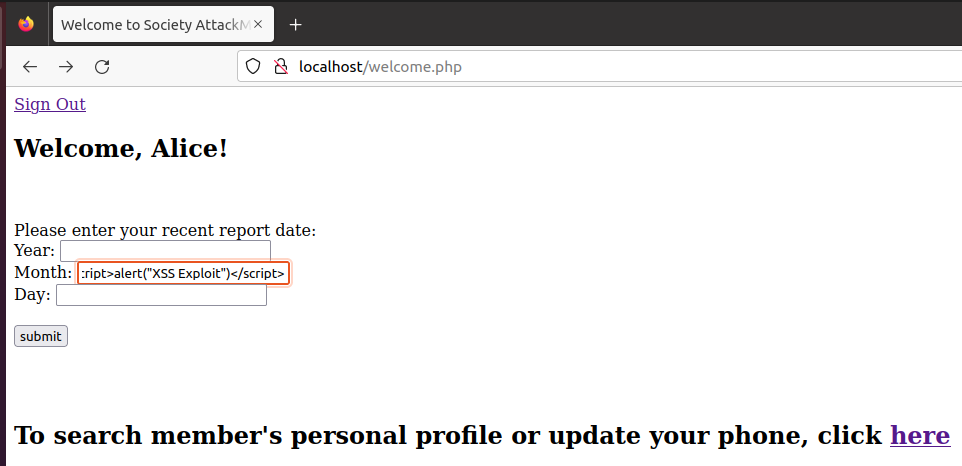 Welcome to Society AttackM
localhost/welcome.php
Sign Out
Welcome, Alice!
Please enter your recent report date:
Year:
Month: :ript>alert("XSS Exploit")</script>
Day:
submit
To search member's personal profile or update your phone, click here